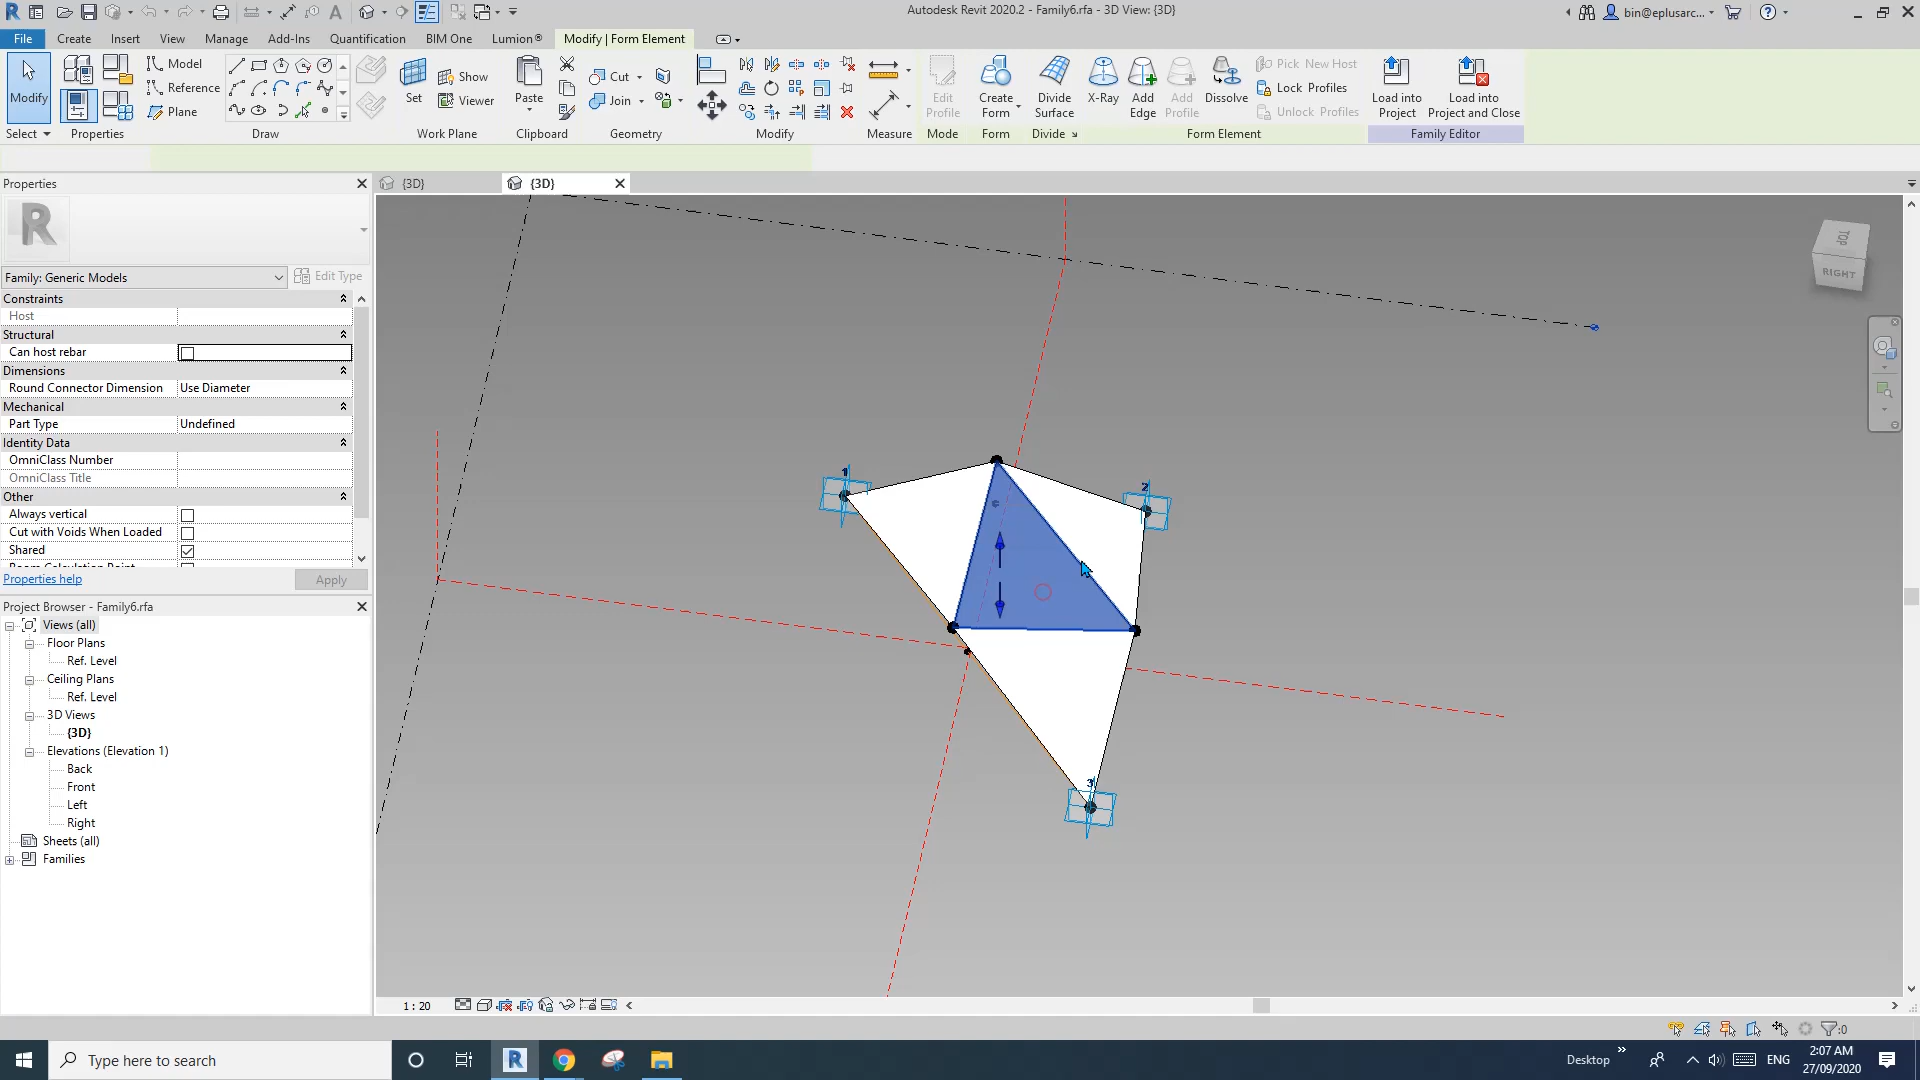 Autodesk Revit 2020.2 - Family6.rfa - 3D View: {3D}
bin@eplusarc...
File Create Insert View Manage Add-Ins Quantification BIM One Lumion® Modify | Form Element
Modify
Select
Properties
Model
Reference
Plane
Draw
Set
Show
Viewer
Work Plane
Paste
Clipboard
Cut
Join
Geometry
Modify
Measure
Edit Profile
Mode
Create Form
Form
Divide Surface
Divide
X-Ray
Add Edge
Add Profile
Dissolve
Pick New Host
Lock Profiles
Unlock Profiles
Form Element
Load into Project
Load into Project and Close
Family Editor
Properties
{3D}
{3D}
Family: Generic Models
Edit Type
Constraints
Host
Structural
Can host rebar
Dimensions
Round Connector Dimension Use Diameter
Mechanical
Part Type Undefined
Identity Data
OmniClass Number
OmniClass Title
Other
Always vertical
Cut with Voids When Loaded
Shared
Properties help
Apply
Project Browser - Family6.rfa
Views (all)
Floor Plans
Ref. Level
Ceiling Plans
Ref. Level
3D Views
{3D}
Elevations (Elevation 1)
Back
Front
Left
Right
Sheets (all)
Families
TOP
RIGHT
1
2
3
1 : 20
:0
Type here to search
Desktop
ENG
2:07 AM
27/09/2020